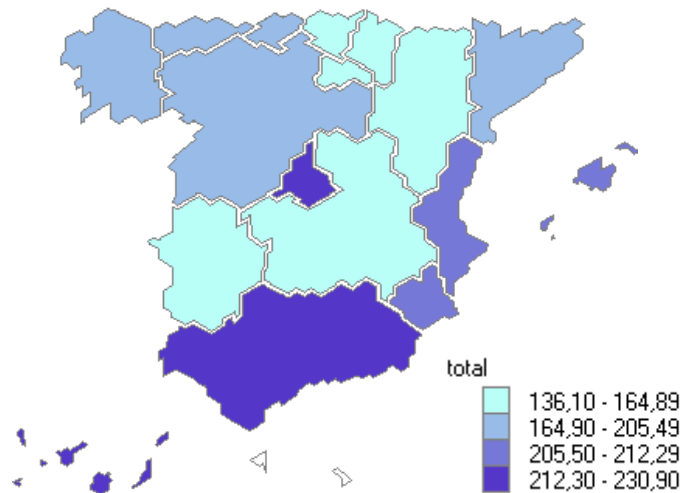 total
136,10 - 164,89
164,90 - 205,49
205,50 - 212,29
212,30 - 230,90